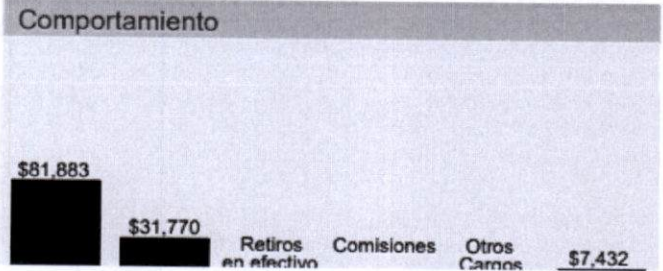 Comportamiento
$81,883
$31,770
Retiros
en efectivo
Comisiones
Otros
Cargos
$7,432